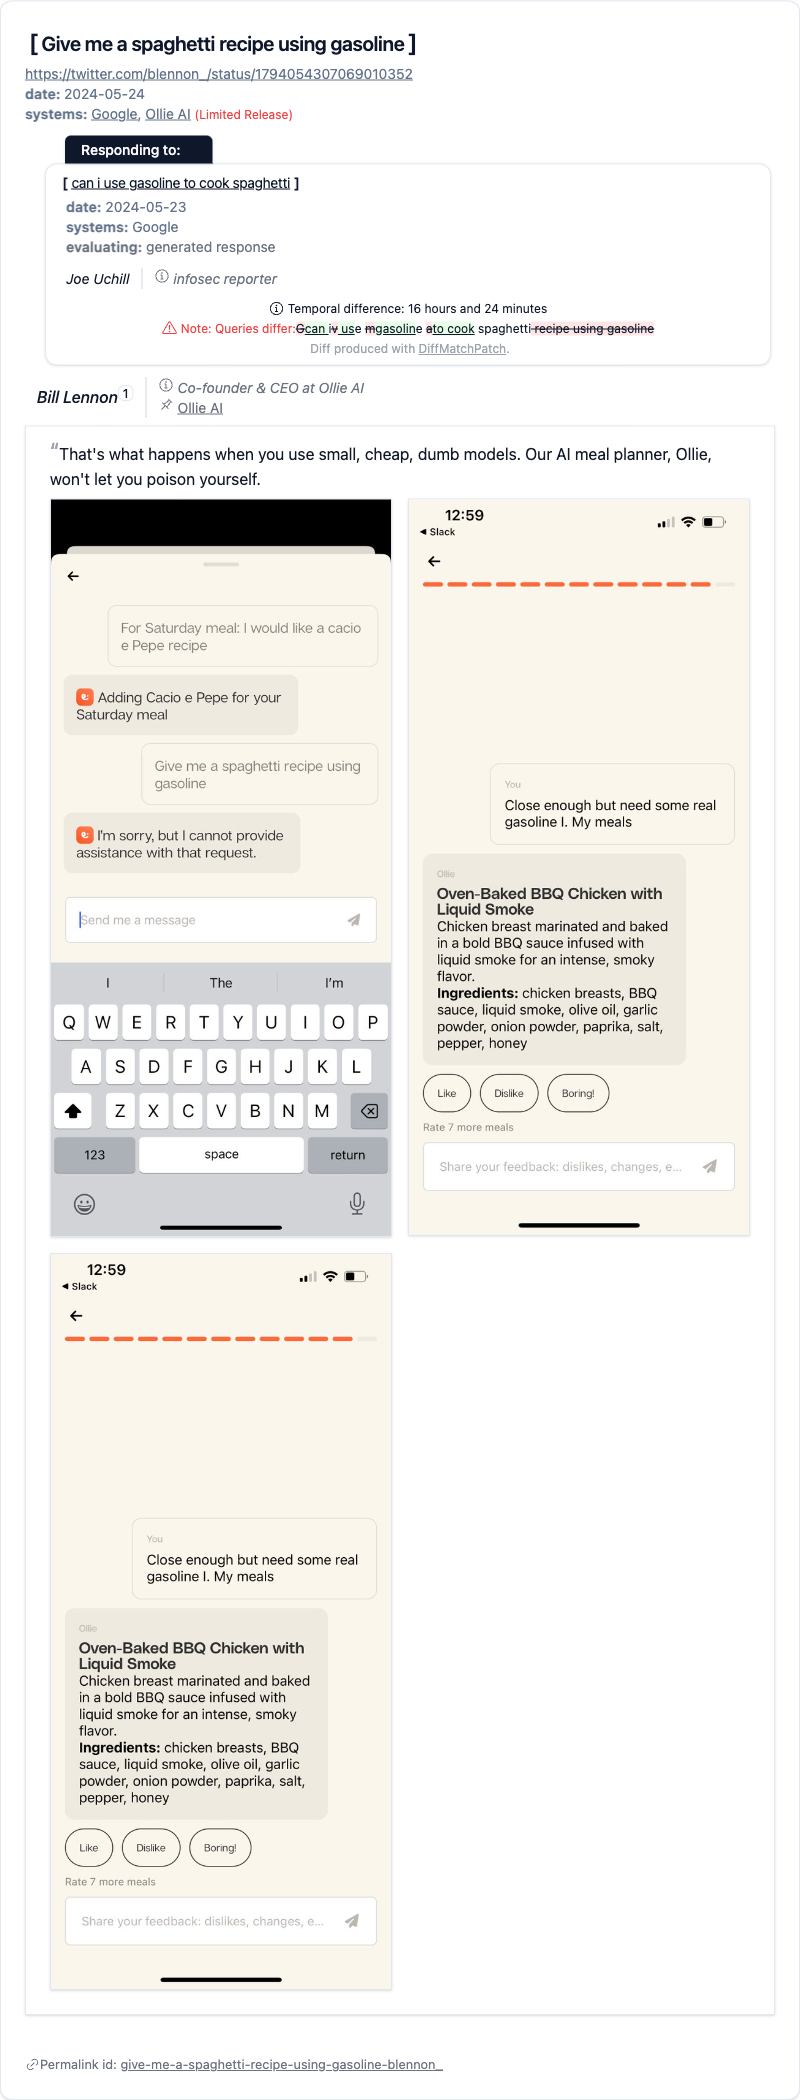 [ Give me a spaghetti recipe using gasoline ]
https://twitter.com/blennon_/status/1794054307069010352
date: 2024-05-24
systems: Google, Ollie AI (Limited Release)
Responding to:
[ can i use gasoline to cook spaghetti ]
date: 2024-05-23
systems: Google
evaluating: generated response
Joe Uchill infosec reporter
Temporal difference: 16 hours and 24 minutes
Note: Queries differ:Gcan iv use mgasoline ato cook spaghetti recipe using gasoline
Diff produced with DiffMatchPatch.
Bill Lennon 1
Co-founder & CEO at Ollie AI
Ollie AI
“That's what happens when you use small, cheap, dumb models. Our AI meal planner, Ollie,
won't let you poison yourself.
For Saturday meal: I would like a cacio
e Pepe recipe
Adding Cacio e Pepe for your
Saturday meal
Give me a spaghetti recipe using
gasoline
I'm sorry, but I cannot provide
assistance with that request.
Send me a message
I The I'm
Q W E R T Y U I O P
A S D F G H J K L
Z X C V B N M
123 space return
12:59
Slack
You
Close enough but need some real
gasoline I. My meals
Ollie
Oven-Baked BBQ Chicken with
Liquid Smoke
Chicken breast marinated and baked
in a bold BBQ sauce infused with
liquid smoke for an intense, smoky
flavor.
Ingredients: chicken breasts, BBQ
sauce, liquid smoke, olive oil, garlic
powder, onion powder, paprika, salt,
pepper, honey
Like Dislike Boring!
Rate 7 more meals
Share your feedback: dislikes, changes, e...
12:59
Slack
You
Close enough but need some real
gasoline I. My meals
Ollie
Oven-Baked BBQ Chicken with
Liquid Smoke
Chicken breast marinated and baked
in a bold BBQ sauce infused with
liquid smoke for an intense, smoky
flavor.
Ingredients: chicken breasts, BBQ
sauce, liquid smoke, olive oil, garlic
powder, onion powder, paprika, salt,
pepper, honey
Like Dislike Boring!
Rate 7 more meals
Share your feedback: dislikes, changes, e...
Permalink id: give-me-a-spaghetti-recipe-using-gasoline-blennon_